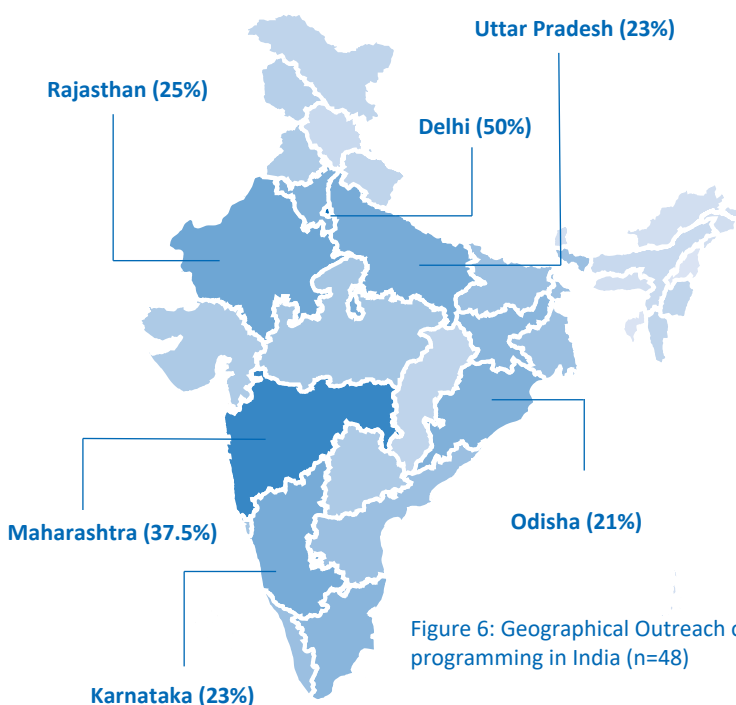 Uttar Pradesh (23%)
Rajasthan (25%)
Delhi (50%)
Maharashtra (37.5%)
Odisha (21%)
Figure 6: Geographical Outreach
programming in India (n=48)
Karnataka (23%)